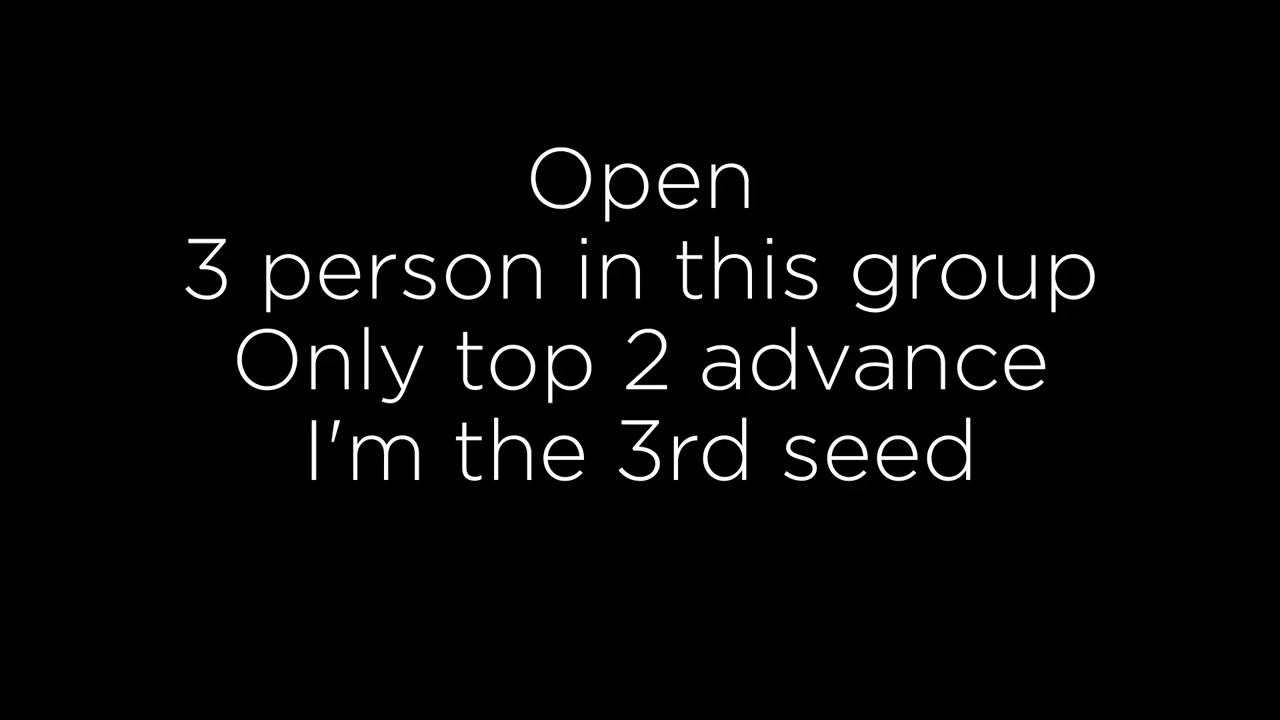 Open
3 person in this group
Only top 2 advance
I'm the 3rd seed